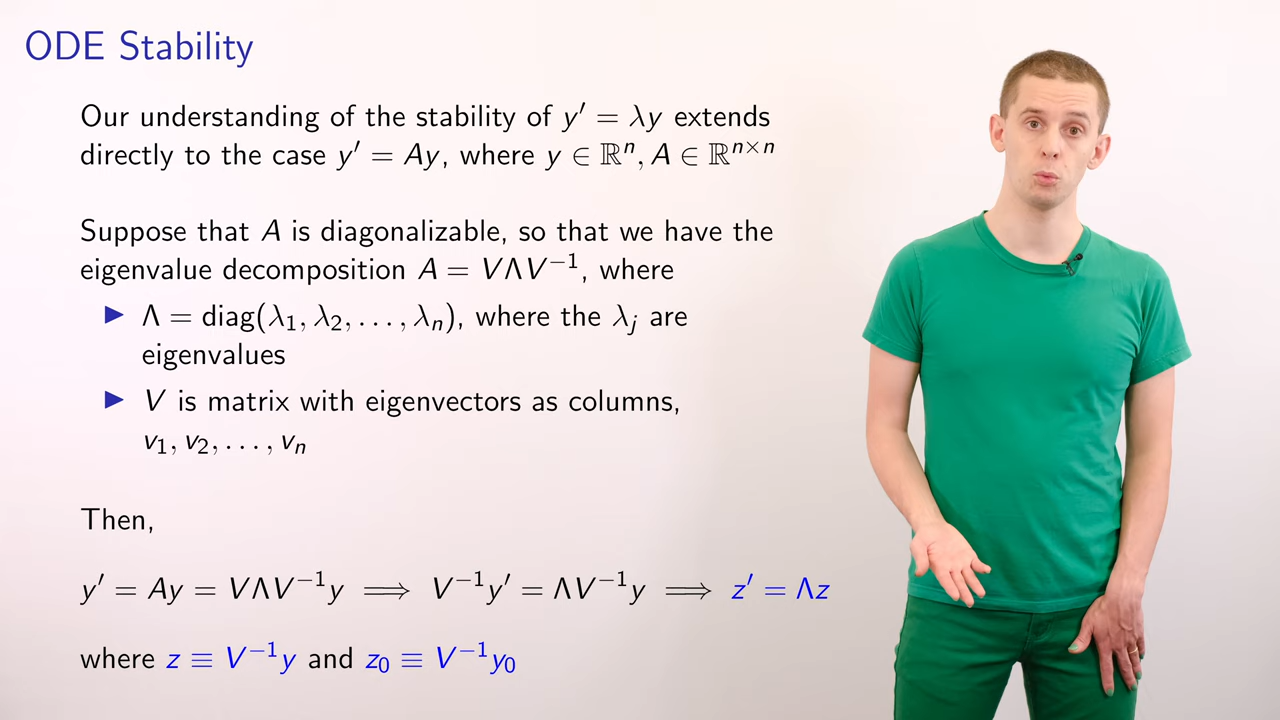 ODE Stability
Our understanding of the stability of y′ = λy extends
directly to the case y′ = Ay, where y ∈ ℝⁿ, A ∈ ℝⁿˣⁿ
Suppose that A is diagonalizable, so that we have the
eigenvalue decomposition A = VΛV⁻¹, where
▶ Λ = diag(λ₁, λ₂, . . . , λₙ), where the λⱼ are
eigenvalues
▶ V is matrix with eigenvectors as columns,
v₁, v₂, . . . , vₙ
Then,
y′ = Ay = VΛV⁻¹y ⟹ V⁻¹y′ = ΛV⁻¹y ⟹ z′ = Λz
where z ≡ V⁻¹y and z₀ ≡ V⁻¹y₀